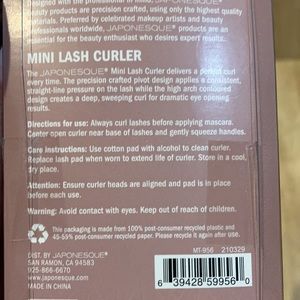 Designed with the professional in mind, JAPONESQUE®
beauty products are precision crafted, using only the highest quality
materials. Preferred by celebrated makeup artists and beauty
professionals worldwide, JAPONESQUE® products are an
essential for the beauty enthusiast who desires expert results.
MINI LASH CURLER
The JAPONESQUE® Mini Lash Curler delivers a perfect curl
every time. The precision crafted pivot design applies a consistent,
straight-line pressure on the lash while the high arch contoured
design creates a deep, sweeping curl for dramatic eye opening
results.
Directions for use: Always curl lashes before applying mascara.
Center open curler near base of lashes and gently squeeze handles.
Care Instructions: Use cotton pad with alcohol to clean curler.
Replace lash pad when worn to extend life of curler. Store in a cool,
dry place.
Attention: Ensure curler heads are aligned and pad is in place
before each use.
Warning: Avoid contact with eyes. Keep out of reach of children.
This packaging is made from 100% post-consumer recycled plastic and
45-55% post-consumer recycled paper. Please recycle it again after use.
DIST. BY JAPONESQUE®
SAN RAMON, CA 94583
925-866-6670
www.japonesque.com
MADE IN CHINA
MT-956 210329
6 39428 59956 0